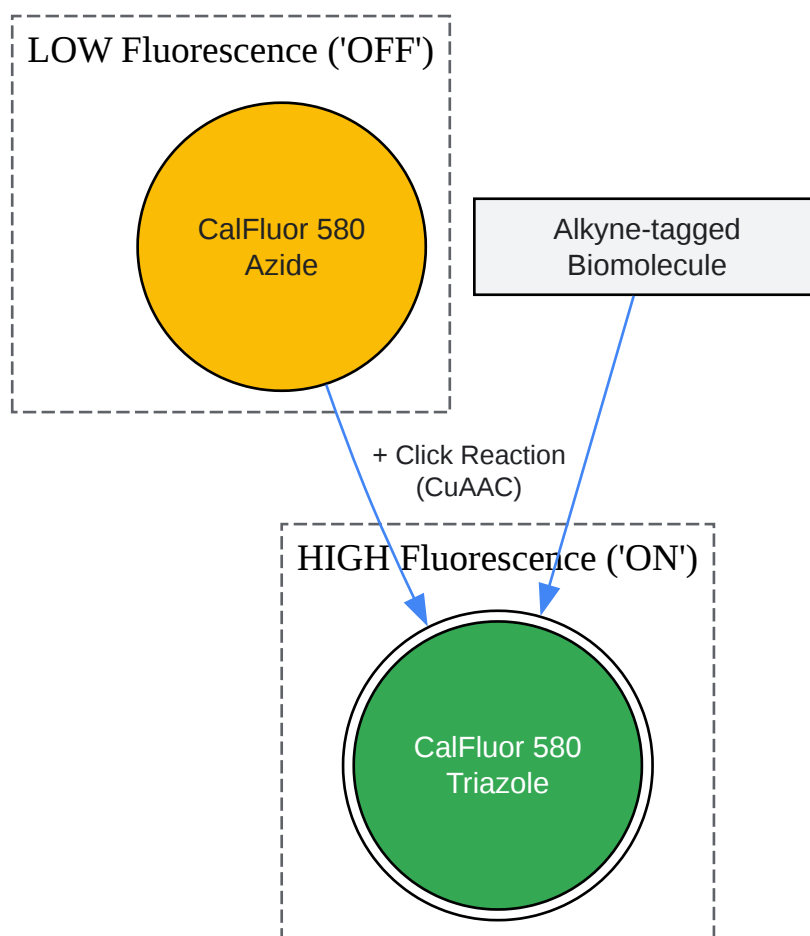 LOW Fluorescence ('OFF')
CalFluor 580
Azide
Alkyne-tagged
Biomolecule
+ Click Reaction
(CuAAC)
HIGH Fluorescence ('ON')
CalFluor 580
Triazole